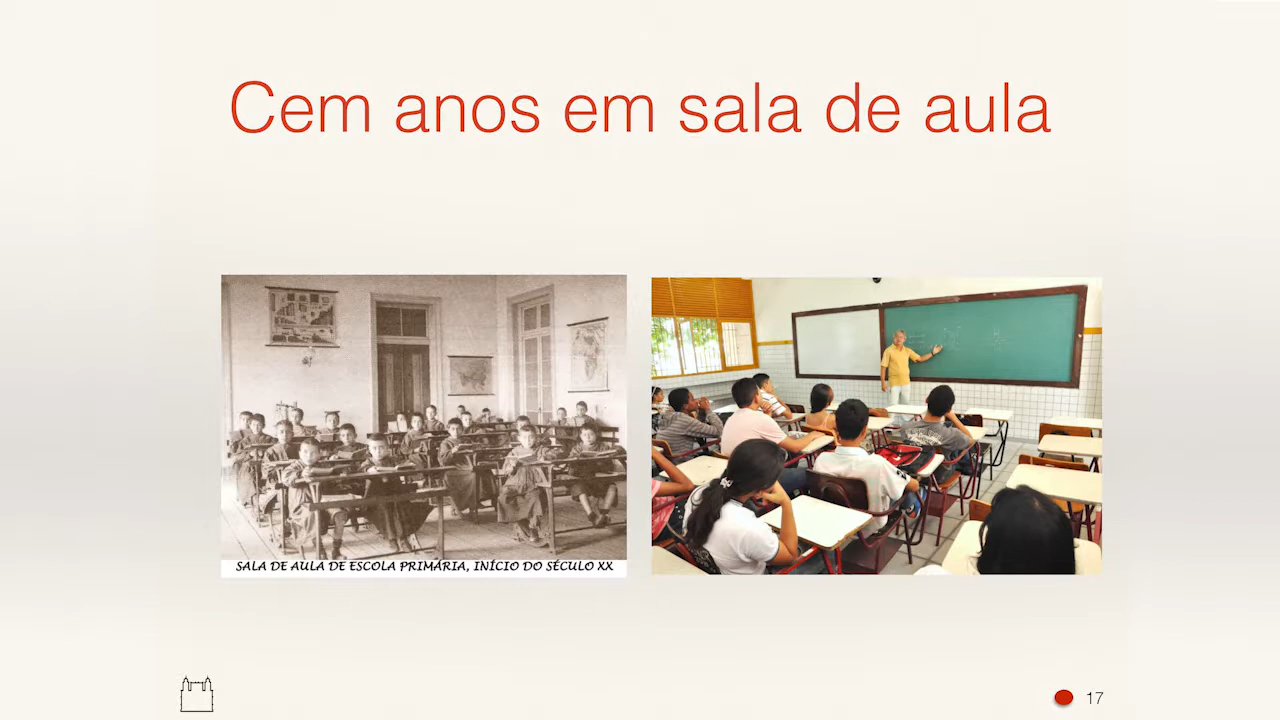 Cem anos em sala de aula
SALA DE AULA DE ESCOLA PRIMÁRIA, INÍCIO DO SÉCULO XX
17